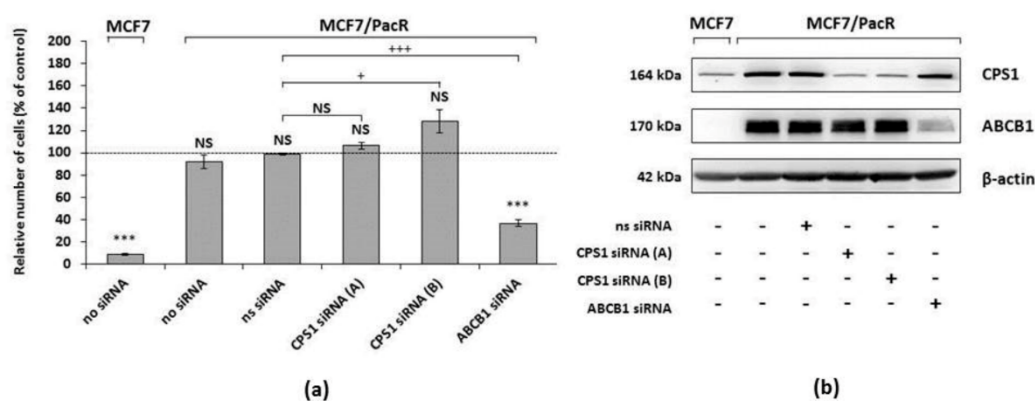 MCF7
MCF7/PacR
Relative number of cells (% of control)
200
180
160
140
120
100
80
60
40
20
0
+++
+
NS
***
NS
NS
NS
NS
***
no siRNA
no siRNA
ns siRNA
CPS1 siRNA (A)
CPS1 siRNA (B)
ABCB1 siRNA
(a)
MCF7
MCF7/PacR
164 kDa
CPS1
170 kDa
ABCB1
42 kDa
β-actin
ns siRNA - - + - - -
CPS1 siRNA (A) - - - + - -
CPS1 siRNA (B) - - - - + -
ABCB1 siRNA - - - - - +
(b)